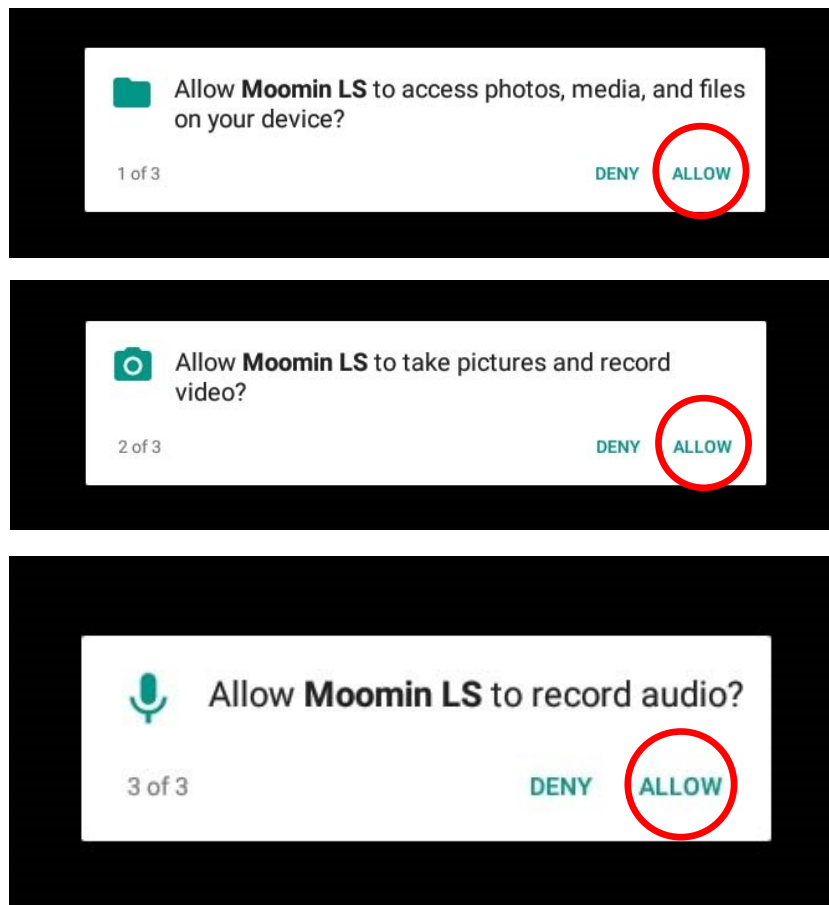 Allow Moomin LS to access photos, media, and files
on your device?
1 of 3 DENY ALLOW
Allow Moomin LS to take pictures and record
video?
2 of 3 DENY ALLOW
Allow Moomin LS to record audio?
3 of 3 DENY ALLOW